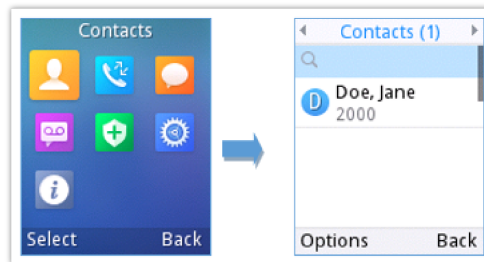 Contacts
Select Back
Contacts (1)
D
Doe, Jane
2000
Options Back